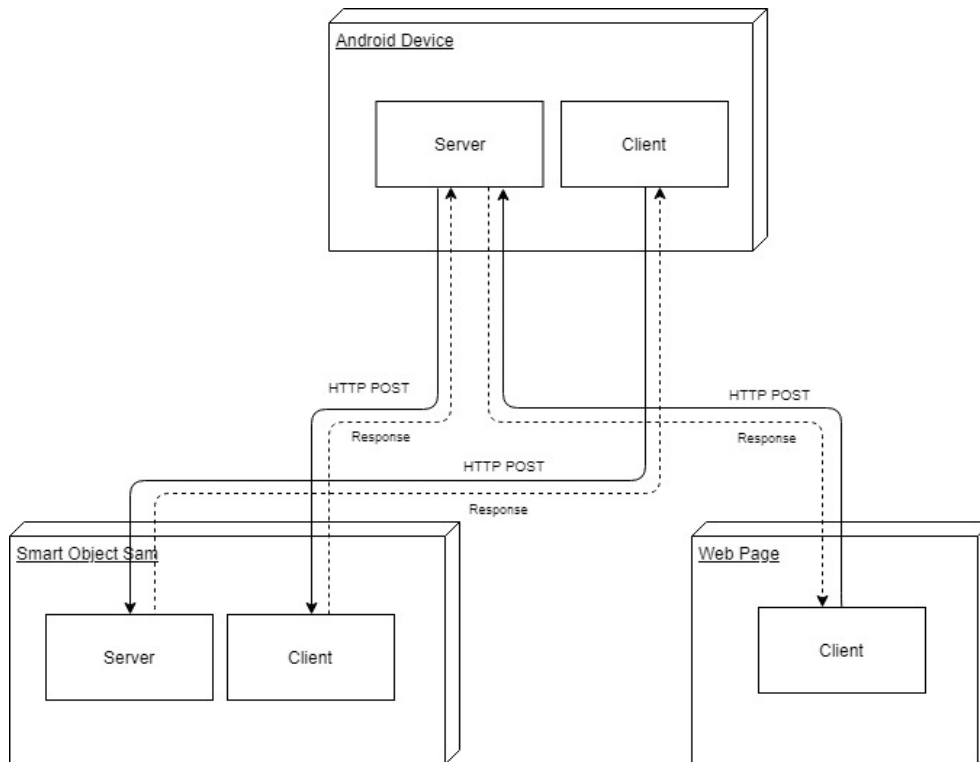 Android Device
Server
Client
HTTP POST
HTTP POST
Response
Response
HTTP POST
Response
Smart Object Sam
Web Page
Server
Client
Client